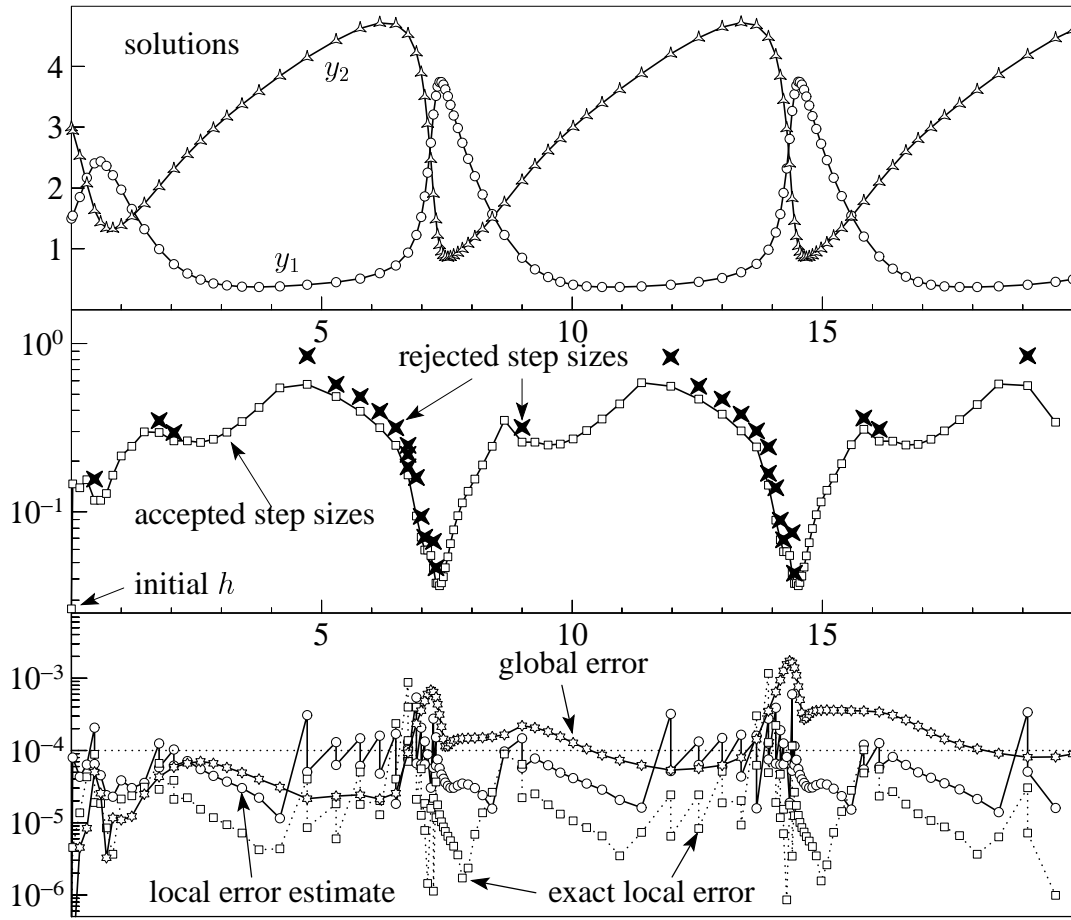 solutions
4
3
2
1
y₂
y₁
5 10 15
10⁰
10⁻¹
rejected step sizes
accepted step sizes
initial h
5 10 15
10⁻³
10⁻⁴
10⁻⁵
10⁻⁶
global error
local error estimate
exact local error